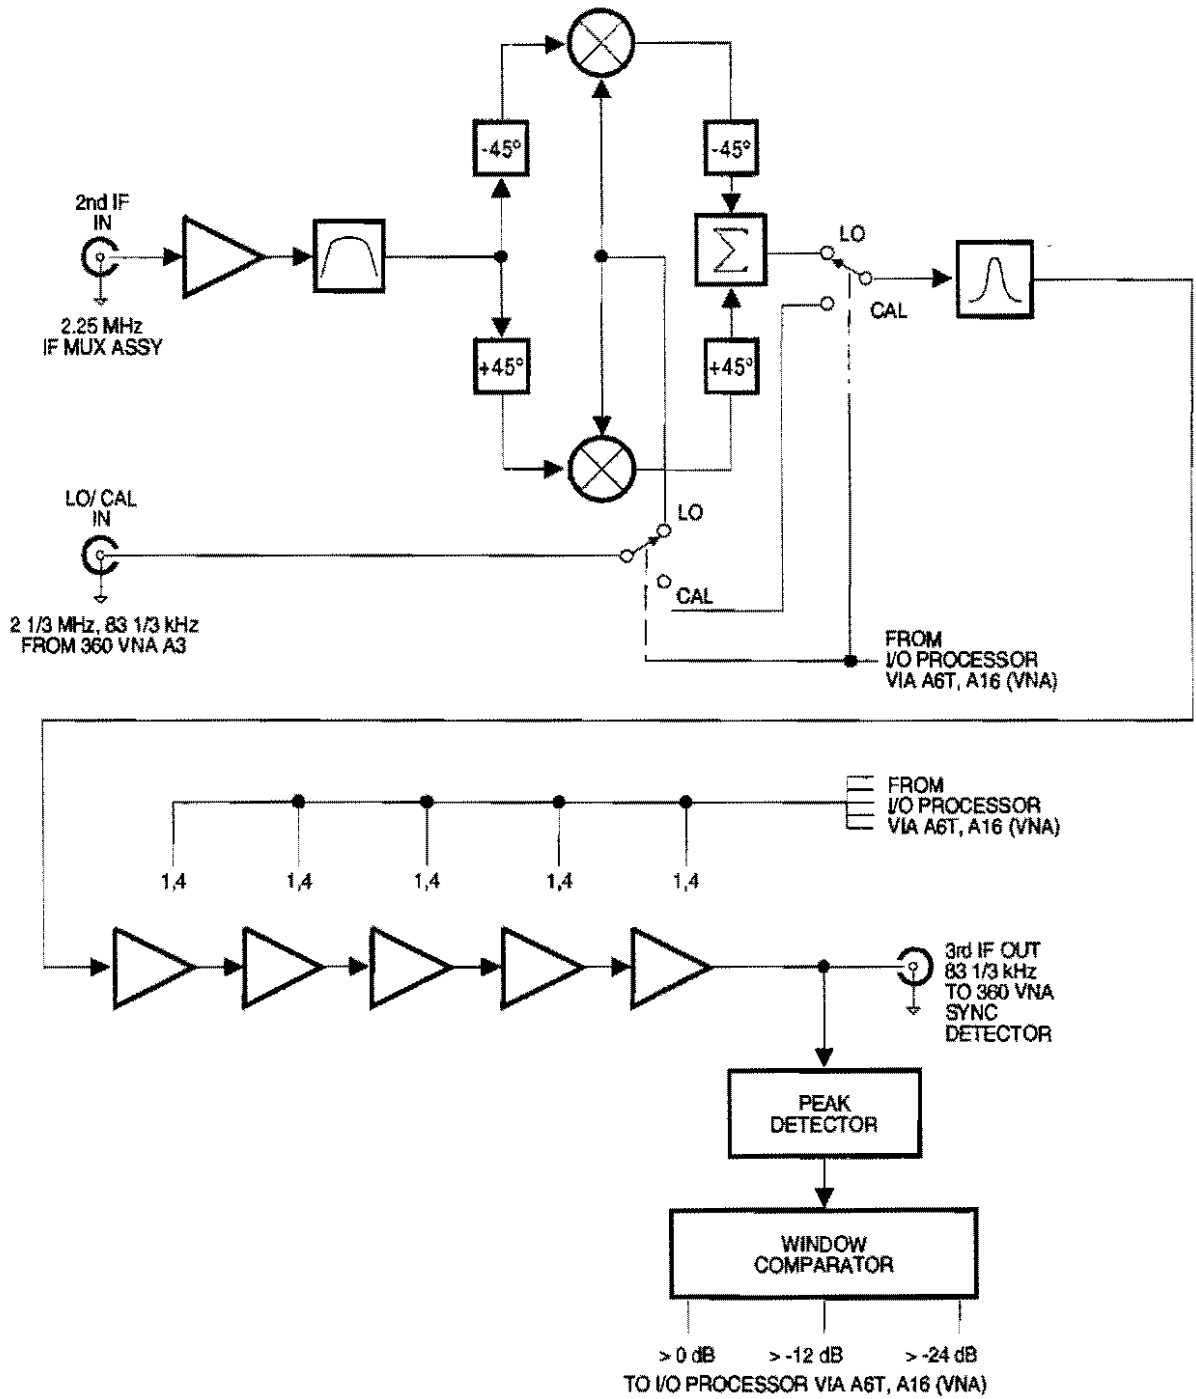 -45°
-45°
2nd IF
IN
Σ
LO
CAL
2.25 MHz
IF MUX ASSY
+45°
+45°
LO/ CAL
IN
LO
CAL
2 1/3 MHz, 83 1/3 kHz
FROM 360 VNA A3
FROM
I/O PROCESSOR
VIA A6T, A16 (VNA)
FROM
I/O PROCESSOR
VIA A6T, A16 (VNA)
1,4
1,4
1,4
1,4
1,4
3rd IF OUT
83 1/3 kHz
TO 360 VNA
SYNC
DETECTOR
PEAK
DETECTOR
WINDOW
COMPARATOR
> 0 dB
> -12 dB
> -24 dB
TO I/O PROCESSOR VIA A6T, A16 (VNA)